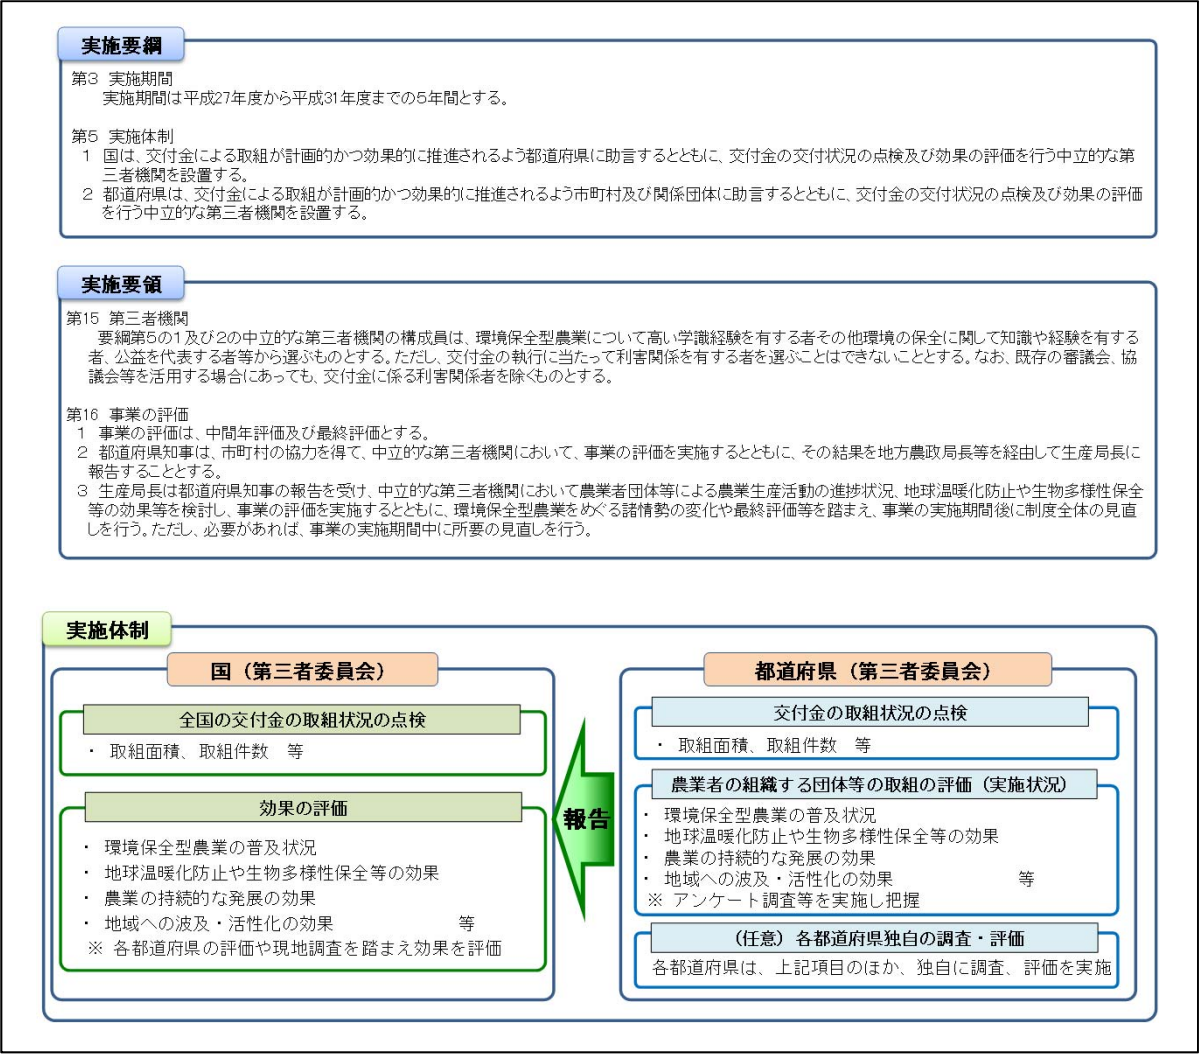 実施要綱
第3 実施期間
実施期間は平成27年度から平成31年度までの5年間とする。
第5 実施体制
1 国は、交付金による取組が計画的かつ効果的に推進されるよう都道府県に助言するとともに、交付金の交付状況の点検及び効果の評価を行う中立的な第
三者機関を設置する。
2 都道府県は、交付金による取組が計画的かつ効果的に推進されるよう市町村及び関係団体に助言するとともに、交付金の交付状況の点検及び効果の評価
を行う中立的な第三者機関を設置する。
実施要領
第15 第三者機関
要綱第5の1及び2の中立的な第三者機関の構成員は、環境保全型農業について高い学識経験を有する者その他環境の保全に関して知識や経験を有する
者、公益を代表する者等から選ぶものとする。ただし、交付金の執行に当たって利害関係を有する者を選ぶことはできないこととする。なお、既存の審議会、協
議会等を活用する場合にあっても、交付金に係る利害関係者を除くものとする。
第16 事業の評価
1 事業の評価は、中間年評価及び最終評価とする。
2 都道府県知事は、市町村の協力を得て、中立的な第三者機関において、事業の評価を実施するとともに、その結果を地方農政局長等を経由して生産局長に
報告することとする。
3 生産局長は都道府県知事の報告を受け、中立的な第三者機関において農業者団体等による農業生産活動の進捗状況、地球温暖化防止や生物多様性保全
等の効果等を検討し、事業の評価を実施するとともに、環境保全型農業をめぐる諸情勢の変化や最終評価等を踏まえ、事業の実施期間後に制度全体の見直
しを行う。ただし、必要があれば、事業の実施期間中に所要の見直しを行う。
実施体制
国（第三者委員会）
全国の交付金の取組状況の点検
・ 取組面積、取組件数 等
効果の評価
・ 環境保全型農業の普及状況
・ 地球温暖化防止や生物多様性保全等の効果
・ 農業の持続的な発展の効果
・ 地域への波及・活性化の効果 等
※ 各都道府県の評価や現地調査を踏まえ効果を評価
報告
都道府県（第三者委員会）
交付金の取組状況の点検
・ 取組面積、取組件数 等
農業者の組織する団体等の取組の評価（実施状況）
・ 環境保全型農業の普及状況
・ 地球温暖化防止や生物多様性保全等の効果
・ 農業の持続的な発展の効果
・ 地域への波及・活性化の効果 等
※ アンケート調査等を実施し把握
（任意）各都道府県独自の調査・評価
各都道府県は、上記項目のほか、独自に調査、評価を実施